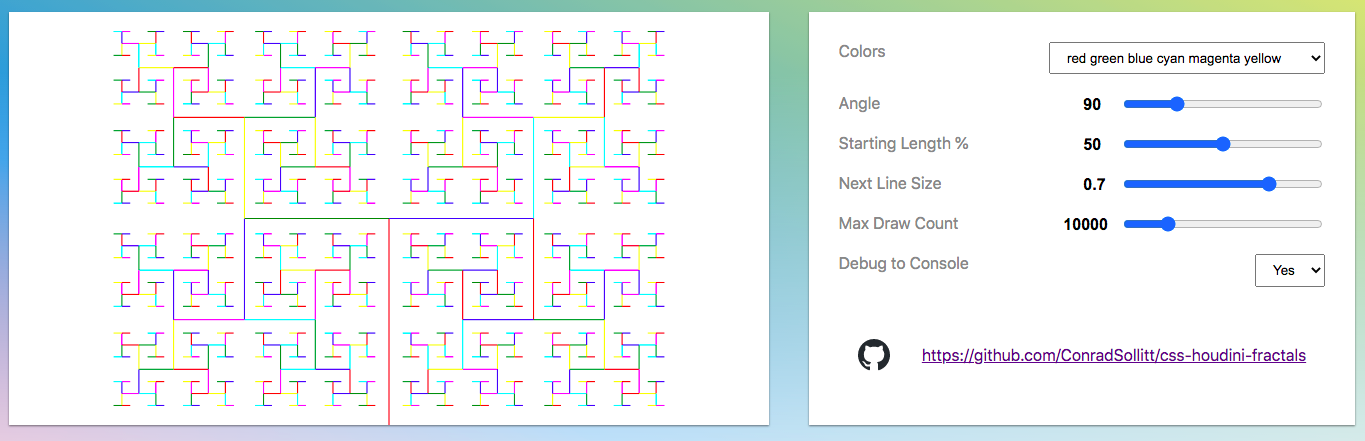 Colors
red green blue cyan magenta yellow
Angle
90
Starting Length %
50
Next Line Size
0.7
Max Draw Count
10000
Debug to Console
Yes
https://github.com/ConradSollitt/css-houdini-fractals